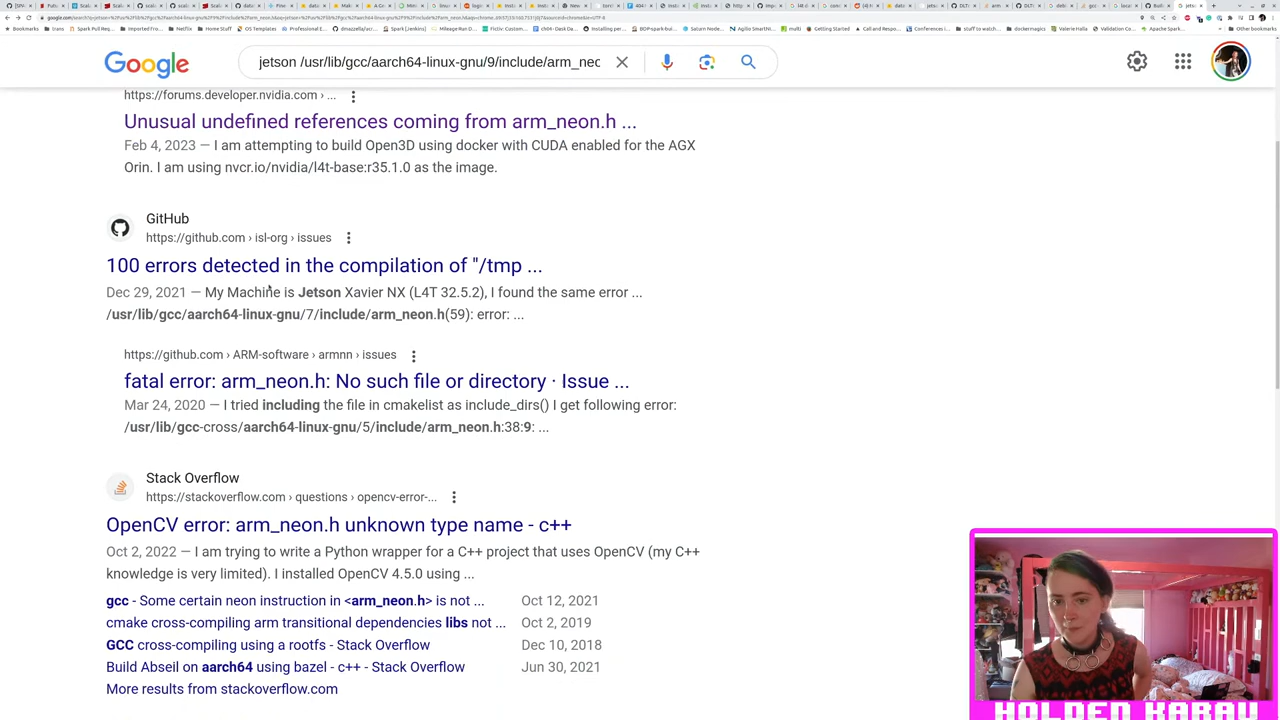 Google
jetson /usr/lib/gcc/aarch64-linux-gnu/9/include/arm_neo
https://forums.developer.nvidia.com › ...
Unusual undefined references coming from arm_neon.h ...
Feb 4, 2023 — I am attempting to build Open3D using docker with CUDA enabled for the AGX
Orin. I am using nvcr.io/nvidia/l4t-base:r35.1.0 as the image.
GitHub
https://github.com › isl-org › issues
100 errors detected in the compilation of "/tmp ...
Dec 29, 2021 — My Machine is Jetson Xavier NX (L4T 32.5.2), I found the same error ...
/usr/lib/gcc/aarch64-linux-gnu/7/include/arm_neon.h(59): error: ...
https://github.com › ARM-software › armnn › issues
fatal error: arm_neon.h: No such file or directory · Issue ...
Mar 24, 2020 — I tried including the file in cmakelist as include_dirs() I get following error:
/usr/lib/gcc-cross/aarch64-linux-gnu/5/include/arm_neon.h:38:9: ...
Stack Overflow
https://stackoverflow.com › questions › opencv-error-...
OpenCV error: arm_neon.h unknown type name - c++
Oct 2, 2022 — I am trying to write a Python wrapper for a C++ project that uses OpenCV (my C++
knowledge is very limited). I installed OpenCV 4.5.0 using ...
gcc - Some certain neon instruction in <arm_neon.h> is not ... Oct 12, 2021
cmake cross-compiling arm transitional dependencies libs not ... Oct 2, 2019
GCC cross-compiling using a rootfs - Stack Overflow Dec 10, 2018
Build Abseil on aarch64 using bazel - c++ - Stack Overflow Jun 30, 2021
More results from stackoverflow.com
HOLDEN KARAU